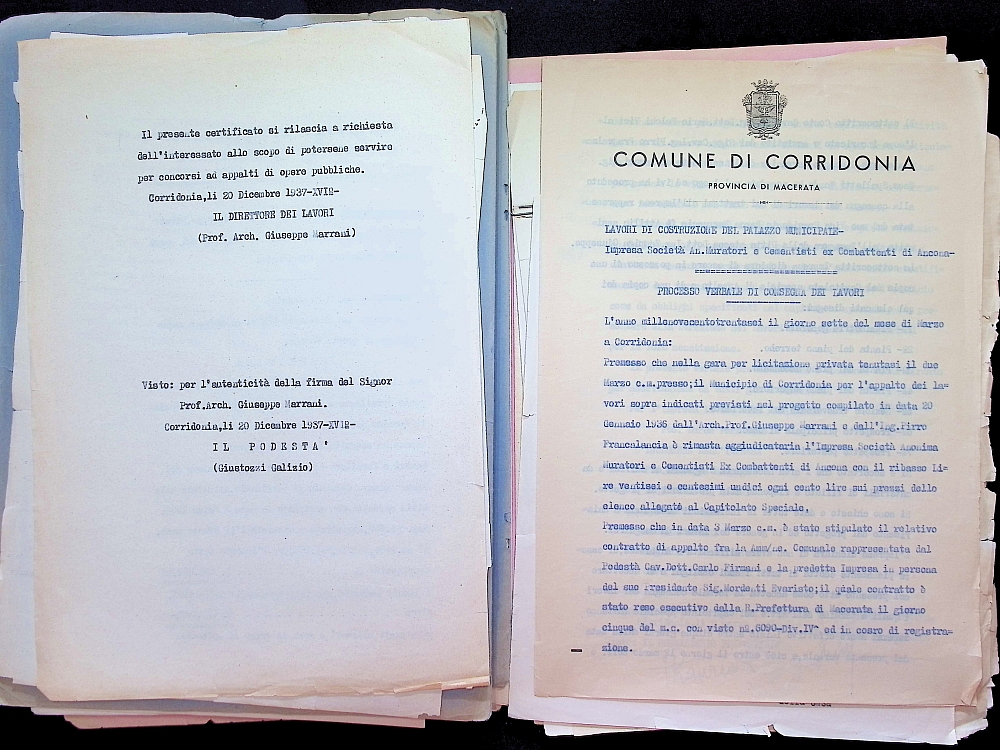 Il presente certificato si rilascia a richiesta
dell'interessato allo scopo di potersene servire
per concorsi ad appalti di opere pubbliche.
Corridonia,li 20 Dicembre 1937-XVI2-
IL DIRETTORE DEI LAVORI
(Prof. Arch. Giuseppe Marrani)
Visto: per l'autenticità della firma del Signor
Prof.Arch. Giuseppe Marrani.
Corridonia,li 20 Dicembre 1937-XVI2-
IL PODESTA'
(Giustozzi Galizio)
COMUNE DI CORRIDONIA
PROVINCIA DI MACERATA
LAVORI DI COSTRUZIONE DEL PALAZZO MUNICIPALE-
Impresa Società An.Muratori e Cementisti ex Combattenti di Ancona-
PROCESSO VERBALE DI CONSEGNA DEI LAVORI
L'anno millenovecentotrentasei il giorno sette del mese di Marzo
a Corridonia:
Premesso che nella gara per licitazione privata tenutasi il due
Marzo c.m.presso;il Municipio di Corridonia per l'appalto dei la=
vori sopra indicati previsti nel progetto compilato in data 20
Gennaio 1936 dall'Arch.Prof.Giuseppe Marrani e dall'Ing.Pirro
Francalancia è rimasta aggiudicataria l'Impresa Società Anonima
Muratori e Cementisti Ex Combattenti di Ancona con il ribasso Li=
re ventisei e centesimi undici ogni cento lire sui prezzi dello
elenco allegato al Capitolato Speciale.
Premesso che in data 3 Marzo c.m. è stato stipulato il relativo
contratto di appalto fra la Amm/ne. Comunale rappresentata dal
Podestà Cav.Dott.Carlo Firmani e la predetta Impresa in persona
del suo Presidente Sig.Mordenti Evaristo;il quale contratto è
stato reso esecutivo dalla R.Prefettura di Macerata il giorno
cinque del m.c. con visto nº.6090-Div.IV^ ed in cosro di registra=
zione.